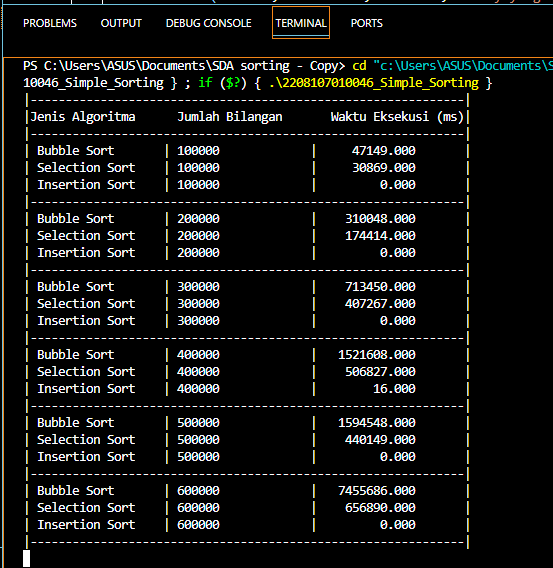 PROBLEMS OUTPUT DEBUG CONSOLE TERMINAL PORTS
PS C:\Users\ASUS\Documents\SDA sorting - Copy> cd "c:\Users\ASUS\Documents\S
10046_Simple_Sorting } ; if ($?) { .\2208107010046_Simple_Sorting }
|---------------------------------------------------------------|
|Jenis Algoritma Jumlah Bilangan Waktu Eksekusi (ms)|
|---------------------------------------------------------------|
| Bubble Sort | 100000 | 47149.000 |
| Selection Sort | 100000 | 30869.000 |
| Insertion Sort | 100000 | 0.000 |
|---------------------------------------------------------------|
| Bubble Sort | 200000 | 310048.000 |
| Selection Sort | 200000 | 174414.000 |
| Insertion Sort | 200000 | 0.000 |
|---------------------------------------------------------------|
| Bubble Sort | 300000 | 713450.000 |
| Selection Sort | 300000 | 407267.000 |
| Insertion Sort | 300000 | 0.000 |
|---------------------------------------------------------------|
| Bubble Sort | 400000 | 1521608.000 |
| Selection Sort | 400000 | 506827.000 |
| Insertion Sort | 400000 | 16.000 |
|---------------------------------------------------------------|
| Bubble Sort | 500000 | 1594548.000 |
| Selection Sort | 500000 | 440149.000 |
| Insertion Sort | 500000 | 0.000 |
|---------------------------------------------------------------|
| Bubble Sort | 600000 | 7455686.000 |
| Selection Sort | 600000 | 656890.000 |
| Insertion Sort | 600000 | 0.000 |
|---------------------------------------------------------------|